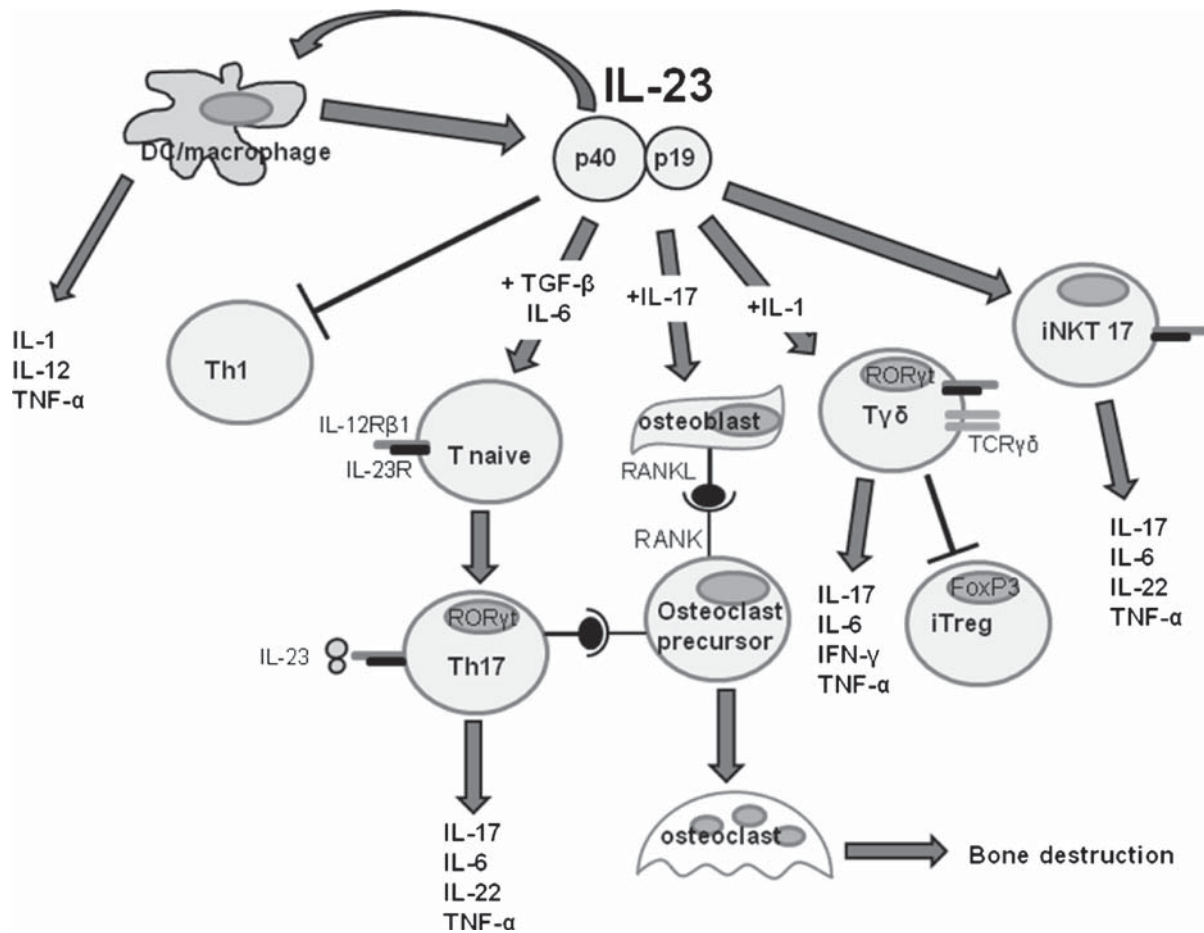 IL-23
p40
p19
DC/macrophage
+ TGF-β
IL-6
+IL-17
+IL-1
iNKT 17
IL-1
IL-12
TNF-α
Th1
RORγt
Tγδ
TCRγδ
IL-12Rβ1
IL-23R
T naive
osteoblast
RANKL
RANK
IL-17
IL-6
IL-22
TNF-α
FoxP3
iTreg
IL-17
IL-6
IFN-γ
TNF-α
RORγt
Th17
IL-23
Osteoclast
precursor
osteoclast
Bone destruction
IL-17
IL-6
IL-22
TNF-α